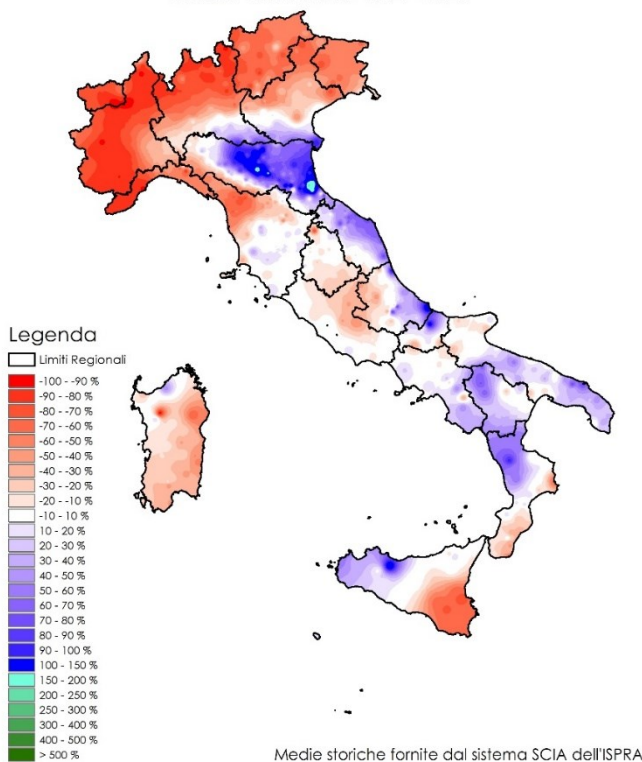 Legenda
Limiti Regionali
-100 - -90 %
-90 - -80 %
-80 - -70 %
-70 - -60 %
-60 - -50 %
-50 - -40 %
-40 - -30 %
-30 - -20 %
-20 - -10 %
-10 - 10 %
10 - 20 %
20 - 30 %
30 - 40 %
40 - 50 %
50 - 60 %
60 - 70 %
70 - 80 %
80 - 90 %
90 - 100 %
100 - 150 %
150 - 200 %
200 - 250 %
250 - 300 %
300 - 400 %
400 - 500 %
> 500 %
Medie storiche fornite dal sistema SCIA dell'ISPRA